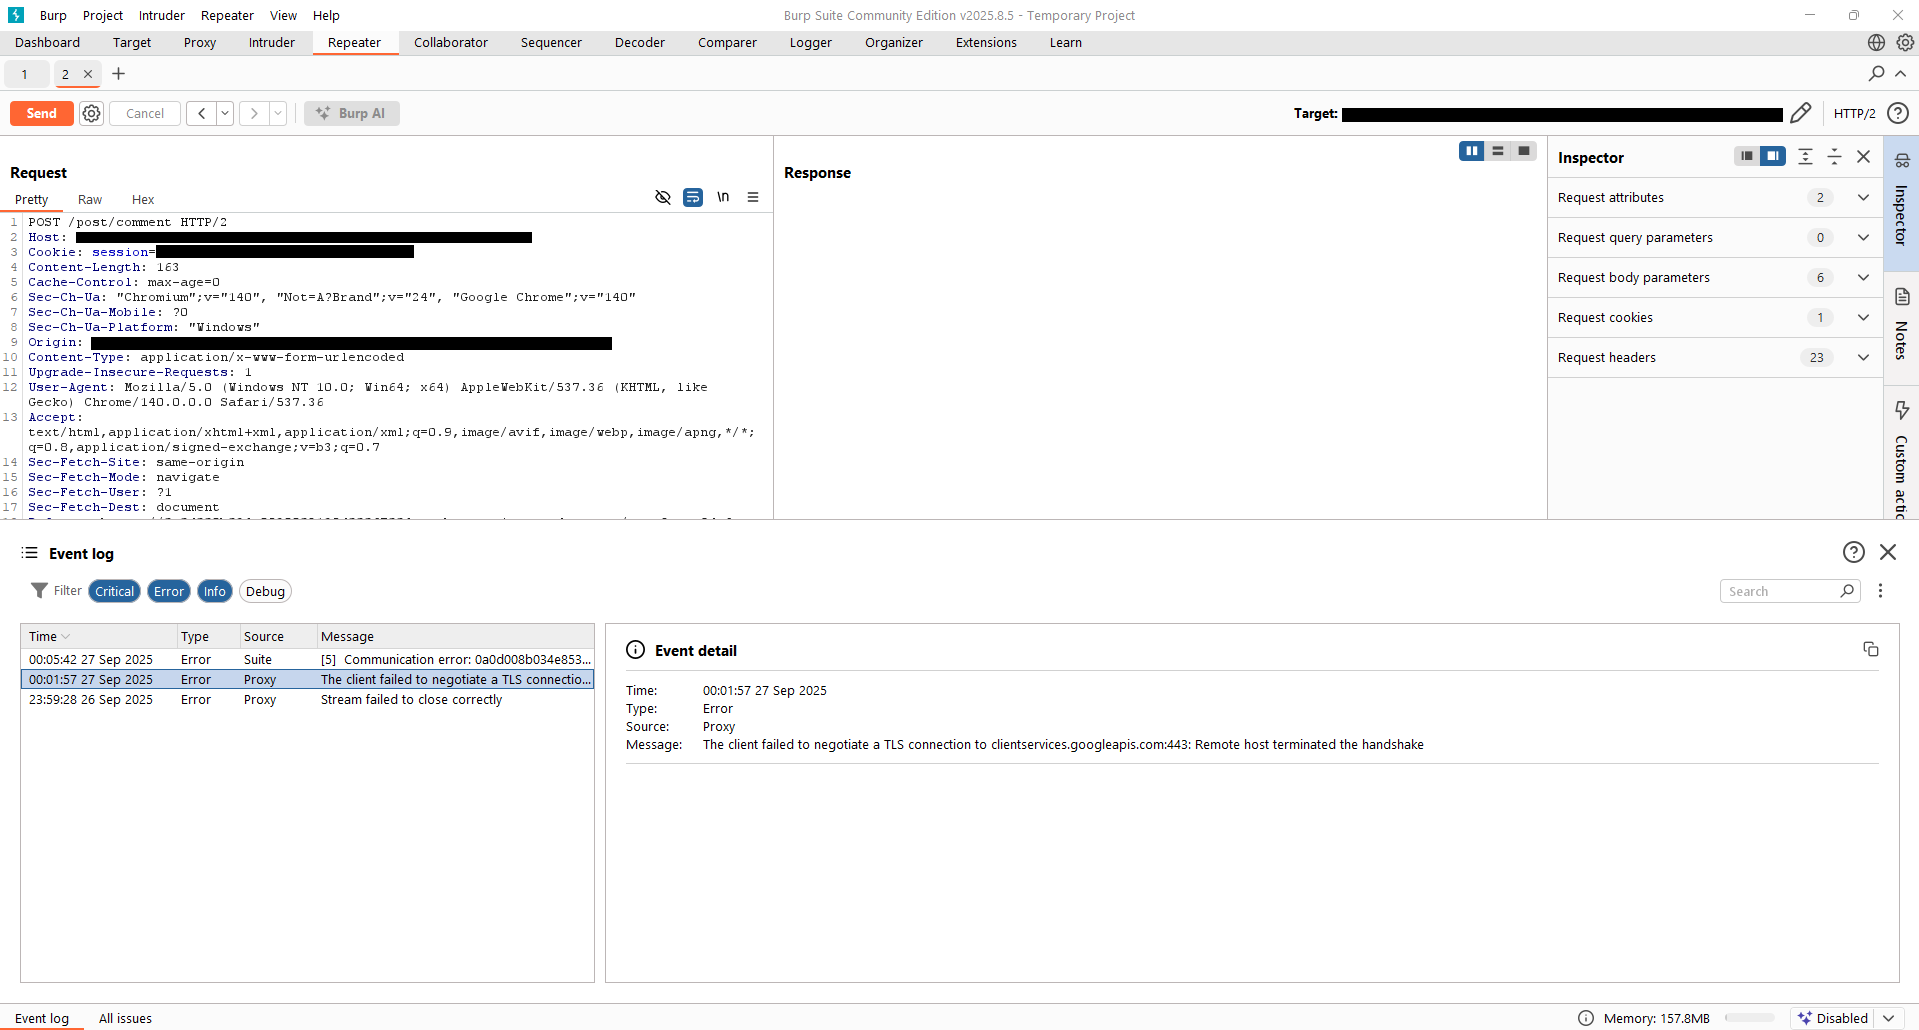 Burp Project Intruder Repeater View Help
Burp Suite Community Edition v2025.8.5 - Temporary Project
Dashboard Target Proxy Intruder Repeater Collaborator Sequencer Decoder Comparer Logger Organizer Extensions Learn
1 2
Send Cancel Burp AI
Target: HTTP/2
Request
Pretty Raw Hex
\n
1 POST /post/comment HTTP/2
2 Host:
3 Cookie: session=
4 Content-Length: 163
5 Cache-Control: max-age=0
6 Sec-Ch-Ua: "Chromium";v="140", "Not=A?Brand";v="24", "Google Chrome";v="140"
7 Sec-Ch-Ua-Mobile: ?0
8 Sec-Ch-Ua-Platform: "Windows"
9 Origin:
10 Content-Type: application/x-www-form-urlencoded
11 Upgrade-Insecure-Requests: 1
12 User-Agent: Mozilla/5.0 (Windows NT 10.0; Win64; x64) AppleWebKit/537.36 (KHTML, like
Gecko) Chrome/140.0.0.0 Safari/537.36
13 Accept:
text/html,application/xhtml+xml,application/xml;q=0.9,image/avif,image/webp,image/apng,*/*;
q=0.8,application/signed-exchange;v=b3;q=0.7
14 Sec-Fetch-Site: same-origin
15 Sec-Fetch-Mode: navigate
16 Sec-Fetch-User: ?1
17 Sec-Fetch-Dest: document
Response
Inspector
Request attributes 2
Request query parameters 0
Request body parameters 6
Request cookies 1
Request headers 23
Inspector
Notes
Custom actic
Event log
Filter Critical Error Info Debug
Search
Time Type Source Message
00:05:42 27 Sep 2025 Error Suite [5] Communication error: 0a0d008b034e853...
00:01:57 27 Sep 2025 Error Proxy The client failed to negotiate a TLS connectio...
23:59:28 26 Sep 2025 Error Proxy Stream failed to close correctly
Event detail
Time: 00:01:57 27 Sep 2025
Type: Error
Source: Proxy
Message: The client failed to negotiate a TLS connection to clientservices.googleapis.com:443: Remote host terminated the handshake
Event log All issues
Memory: 157.8MB
Disabled